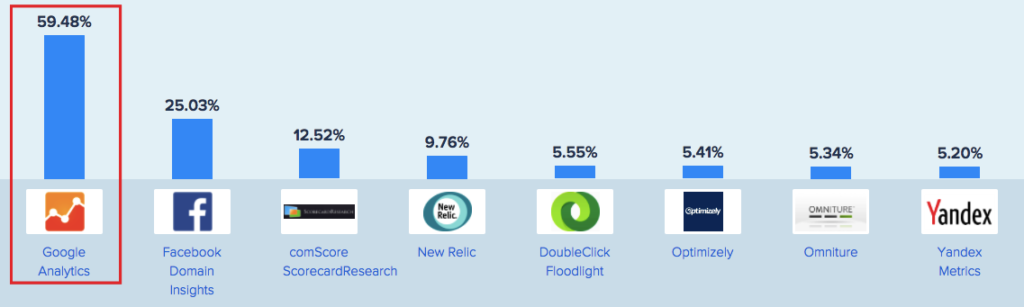 59.48%
25.03%
12.52%
9.76%
5.55%
5.41%
5.34%
5.20%
ScorecardResearch
New
Relic.
Optimizely
OMNITURE
Yandex
Google
Analytics
Facebook
Domain
Insights
comScore
ScorecardResearch
New Relic
DoubleClick
Floodlight
Optimizely
Omniture
Yandex
Metrics